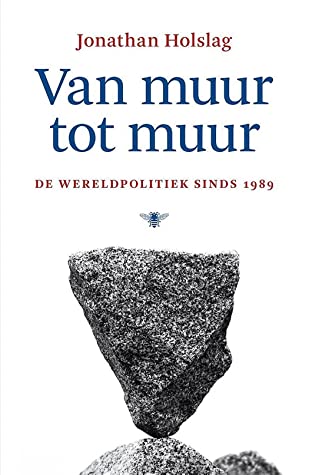 Jonathan Holslag
Van muur
tot muur
DE WERELDPOLITIEK SINDS 1989